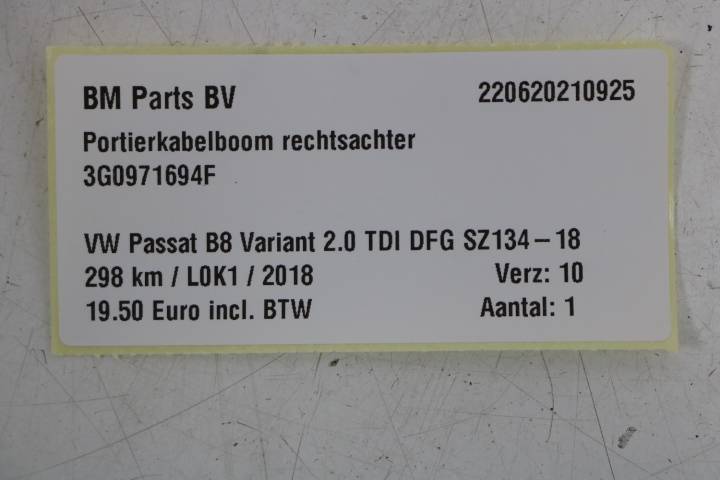 BM Parts BV 220620210925
Portierkabelboom rechtsachter
3G0971694F
VW Passat B8 Variant 2.0 TDI DFG SZ134-18
298 km / L0K1 / 2018 Verz: 10
19.50 Euro incl. BTW Aantal: 1